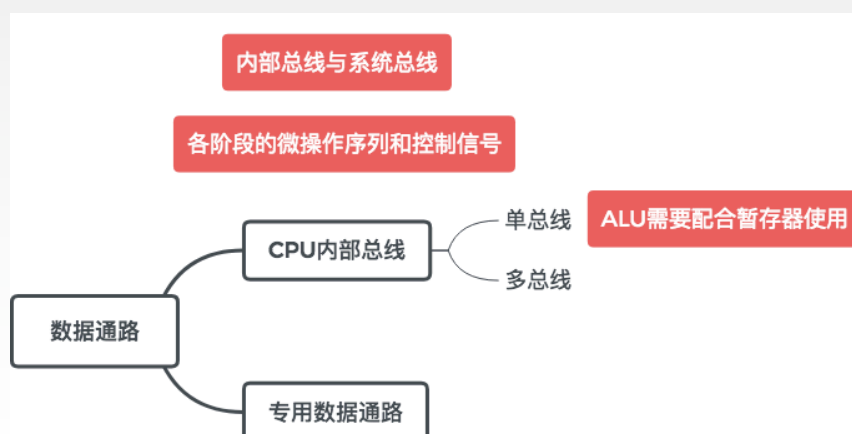 内部总线与系统总线
各阶段的微操作序列和控制信号
单总线
ALU需要配合暂存器使用
CPU内部总线
多总线
数据通路
专用数据通路